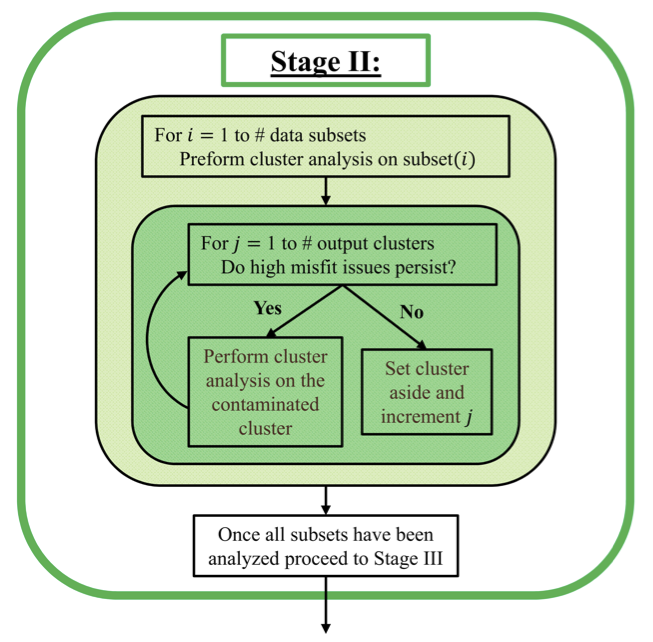 Stage II:
For i = 1 to # data subsets
Preform cluster analysis on subset(i)
For j = 1 to # output clusters
Do high misfit issues persist?
Yes
No
Perform cluster
analysis on the
contaminated
cluster
Set cluster
aside and
increment j
Once all subsets have been
analyzed proceed to Stage III